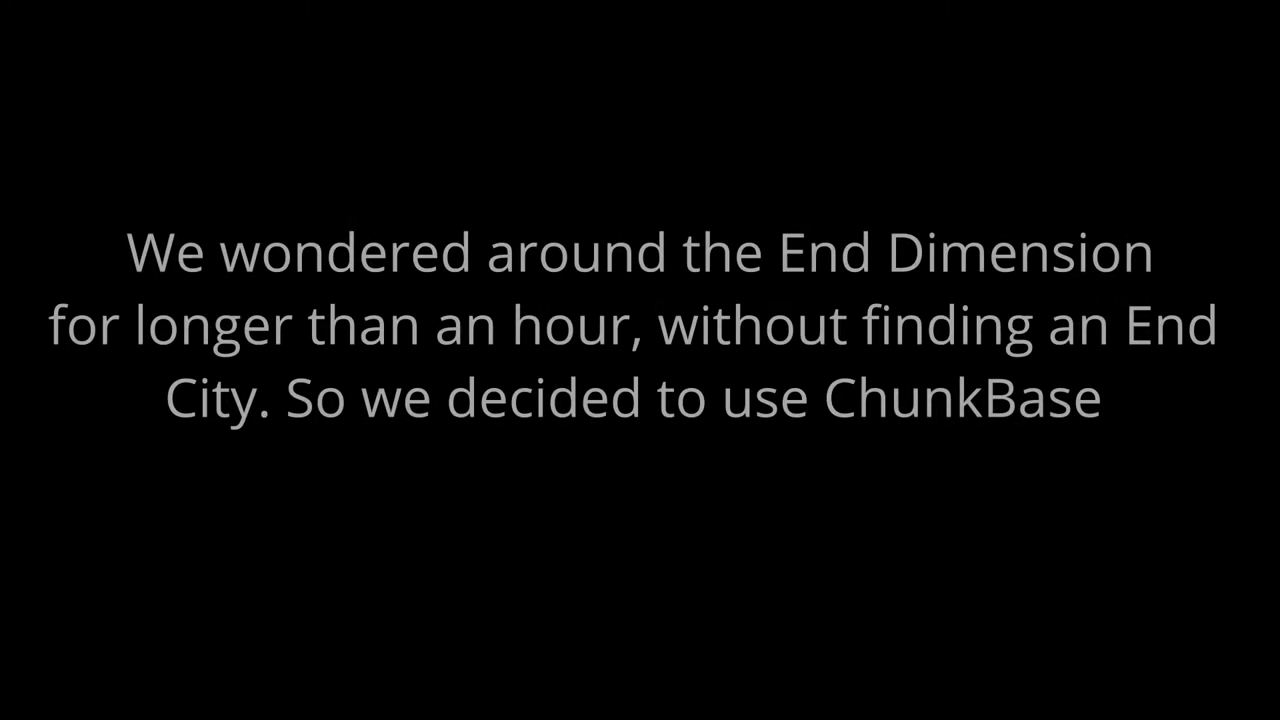 We wondered around the End Dimension
for longer than an hour, without finding an End
City. So we decided to use ChunkBase